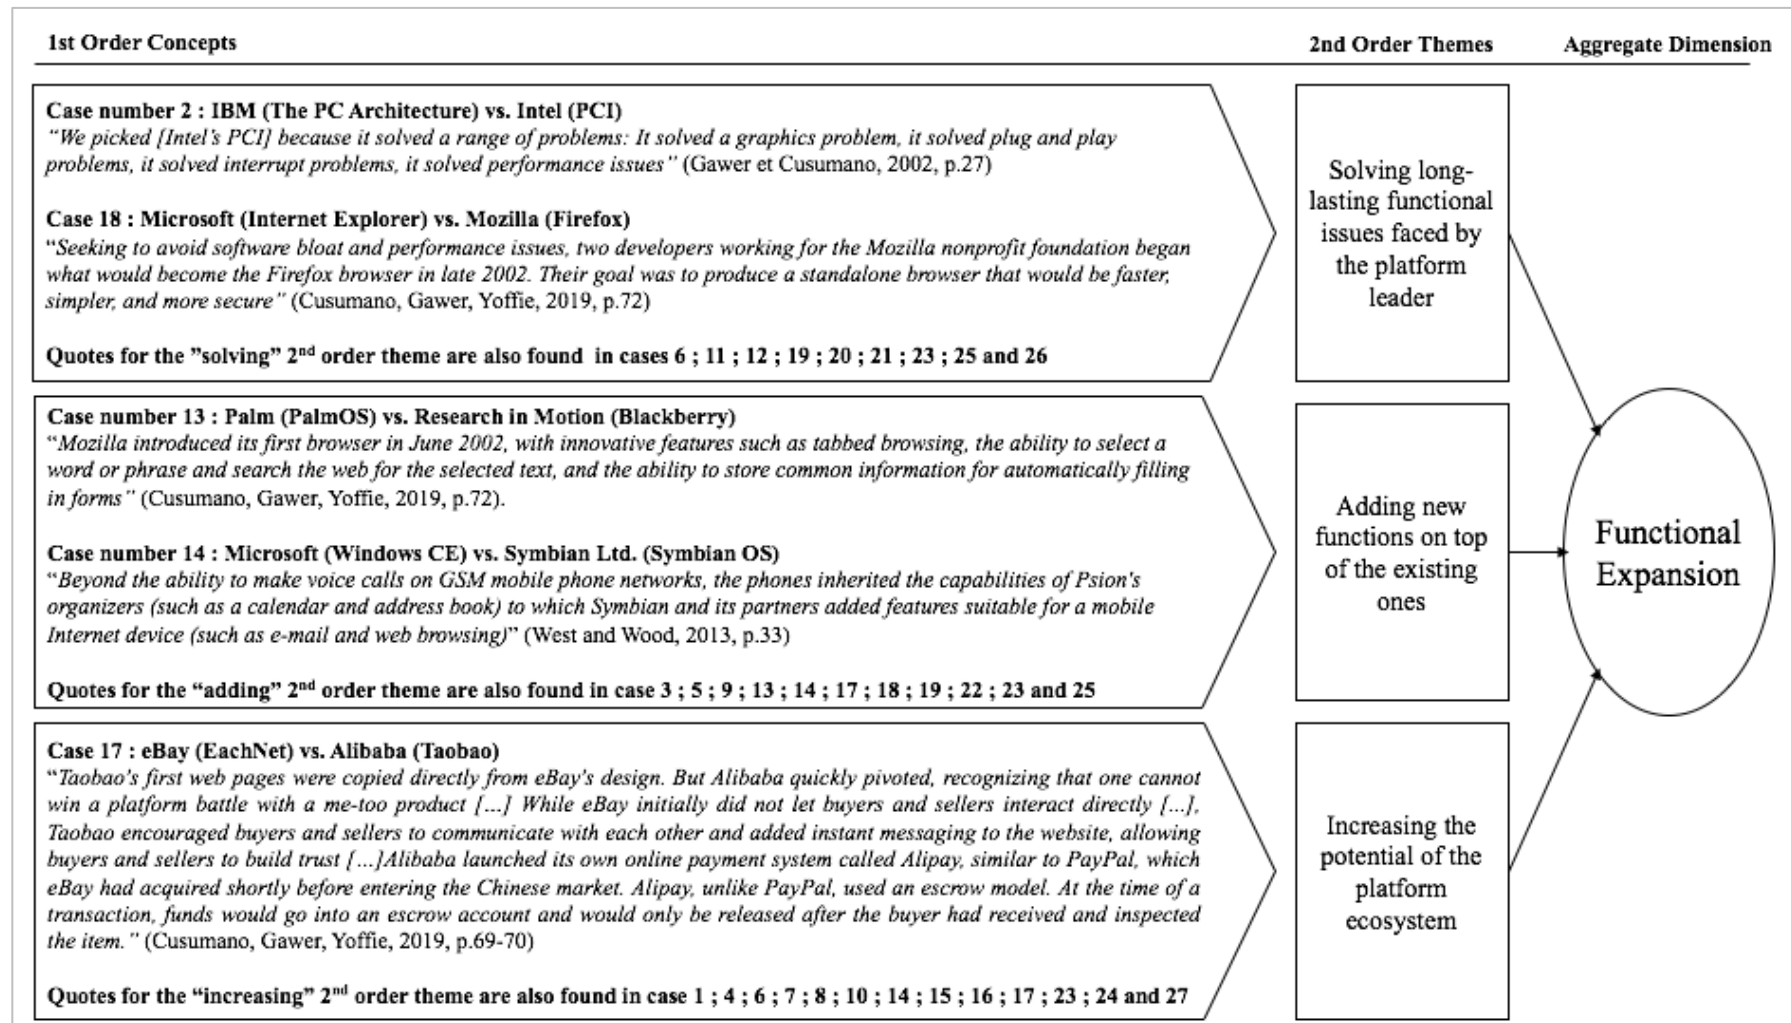 1st Order Concepts
2nd Order Themes
Aggregate Dimension
Case number 2 : IBM (The PC Architecture) vs. Intel (PCI)
“We picked [Intel’s PCI] because it solved a range of problems: It solved a graphics problem, it solved plug and play
problems, it solved interrupt problems, it solved performance issues” (Gawer et Cusumano, 2002, p.27)
Case 18 : Microsoft (Internet Explorer) vs. Mozilla (Firefox)
“Seeking to avoid software bloat and performance issues, two developers working for the Mozilla nonprofit foundation began
what would become the Firefox browser in late 2002. Their goal was to produce a standalone browser that would be faster,
simpler, and more secure” (Cusumano, Gawer, Yoffie, 2019, p.72)
Quotes for the ”solving” 2nd order theme are also found in cases 6 ; 11 ; 12 ; 19 ; 20 ; 21 ; 23 ; 25 and 26
Solving long-
lasting functional
issues faced by
the platform
leader
Case number 13 : Palm (PalmOS) vs. Research in Motion (Blackberry)
“Mozilla introduced its first browser in June 2002, with innovative features such as tabbed browsing, the ability to select a
word or phrase and search the web for the selected text, and the ability to store common information for automatically filling
in forms” (Cusumano, Gawer, Yoffie, 2019, p.72).
Case number 14 : Microsoft (Windows CE) vs. Symbian Ltd. (Symbian OS)
“Beyond the ability to make voice calls on GSM mobile phone networks, the phones inherited the capabilities of Psion's
organizers (such as a calendar and address book) to which Symbian and its partners added features suitable for a mobile
Internet device (such as e-mail and web browsing)” (West and Wood, 2013, p.33)
Quotes for the “adding” 2nd order theme are also found in case 3 ; 5 ; 9 ; 13 ; 14 ; 17 ; 18 ; 19 ; 22 ; 23 and 25
Adding new
functions on top
of the existing
ones
Functional
Expansion
Case 17 : eBay (EachNet) vs. Alibaba (Taobao)
“Taobao’s first web pages were copied directly from eBay’s design. But Alibaba quickly pivoted, recognizing that one cannot
win a platform battle with a me-too product [...] While eBay initially did not let buyers and sellers interact directly [...],
Taobao encouraged buyers and sellers to communicate with each other and added instant messaging to the website, allowing
buyers and sellers to build trust [...]Alibaba launched its own online payment system called Alipay, similar to PayPal, which
eBay had acquired shortly before entering the Chinese market. Alipay, unlike PayPal, used an escrow model. At the time of a
transaction, funds would go into an escrow account and would only be released after the buyer had received and inspected
the item.” (Cusumano, Gawer, Yoffie, 2019, p.69-70)
Quotes for the “increasing” 2nd order theme are also found in case 1 ; 4 ; 6 ; 7 ; 8 ; 10 ; 14 ; 15 ; 16 ; 17 ; 23 ; 24 and 27
Increasing the
potential of the
platform
ecosystem